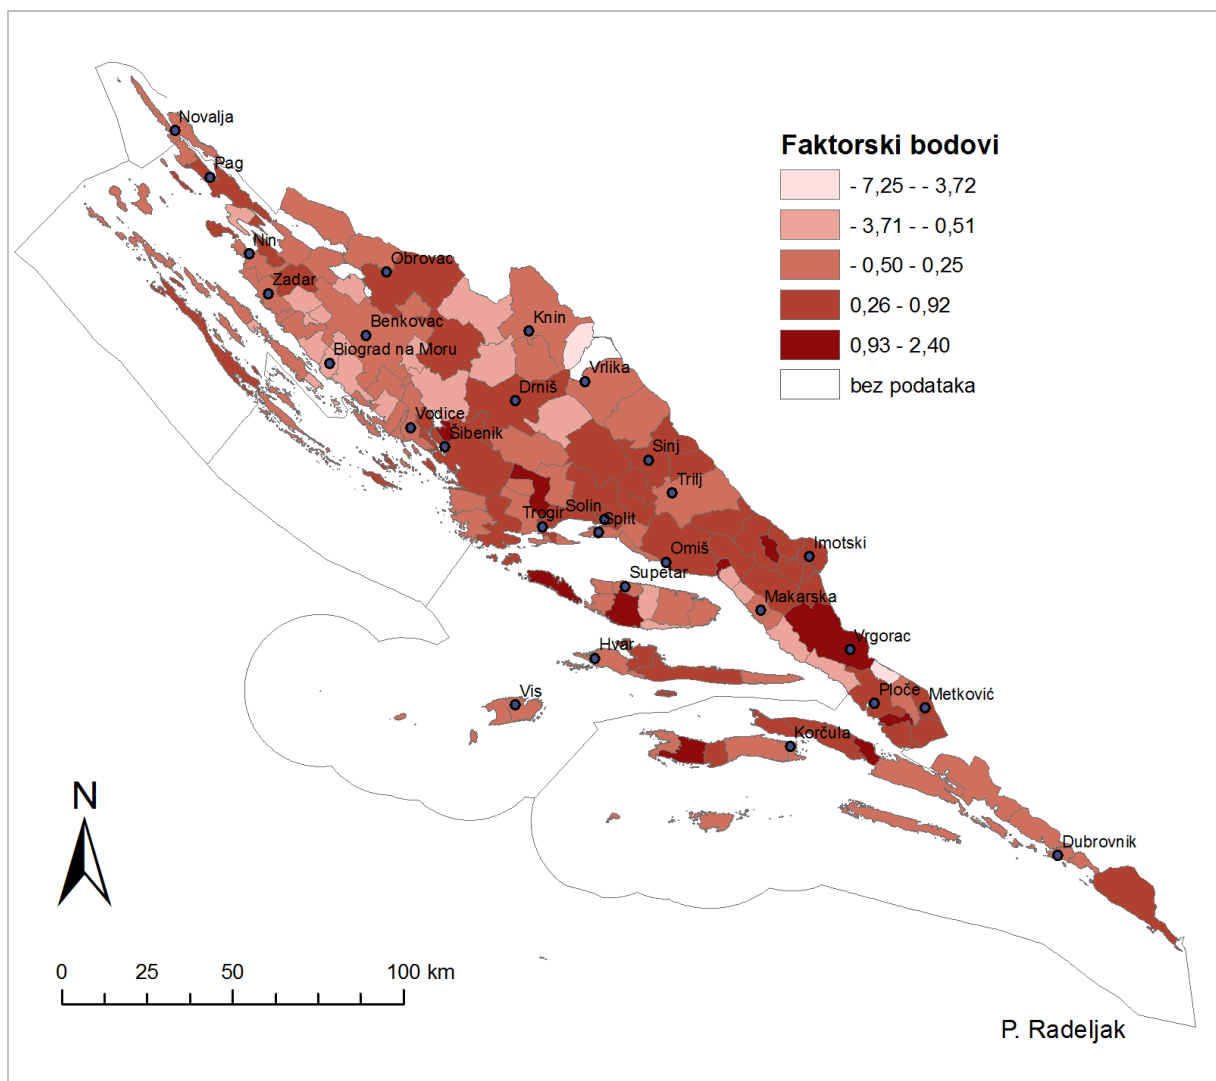 Novalja
Pag
Faktorski bodovi
- 7,25 - - 3,72
- 3,71 - - 0,51
- 0,50 - 0,25
0,26 - 0,92
0,93 - 2,40
bez podataka
Nin
Obrovac
Zadar
Knin
Benkovac
Biograd na Moru
Vrlika
Drniš
Vodice
Šibenik
Sinj
Trilj
Solin
Trogir
Split
Imotski
Omiš
Supetar
Makarska
Hvar
Vrgorac
Vis
Ploče
Metković
Korčula
N
Dubrovnik
0 25 50 100 km
P. Radeljak